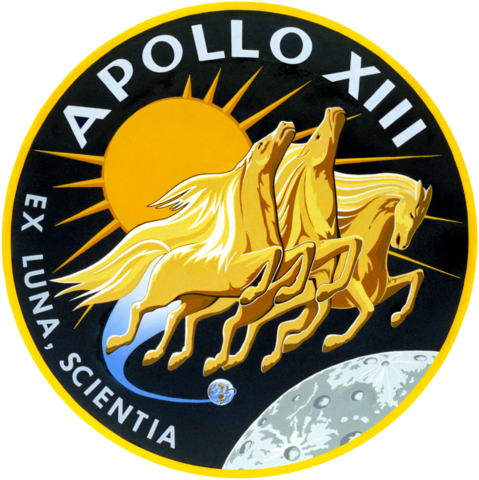 APOLLO XIII
EX LUNA, SCIENTIA